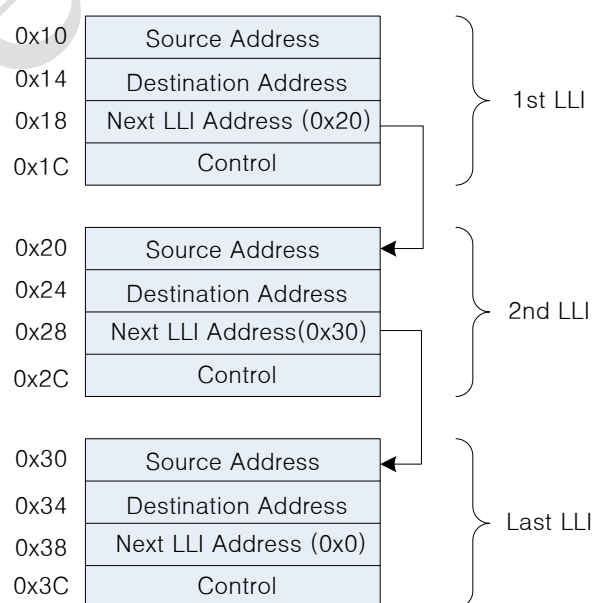 0x10 Source Address
0x14 Destination Address
0x18 Next LLI Address (0x20)
0x1C Control
1st LLI
0x20 Source Address
0x24 Destination Address
0x28 Next LLI Address(0x30)
0x2C Control
2nd LLI
0x30 Source Address
0x34 Destination Address
0x38 Next LLI Address (0x0)
0x3C Control
Last LLI